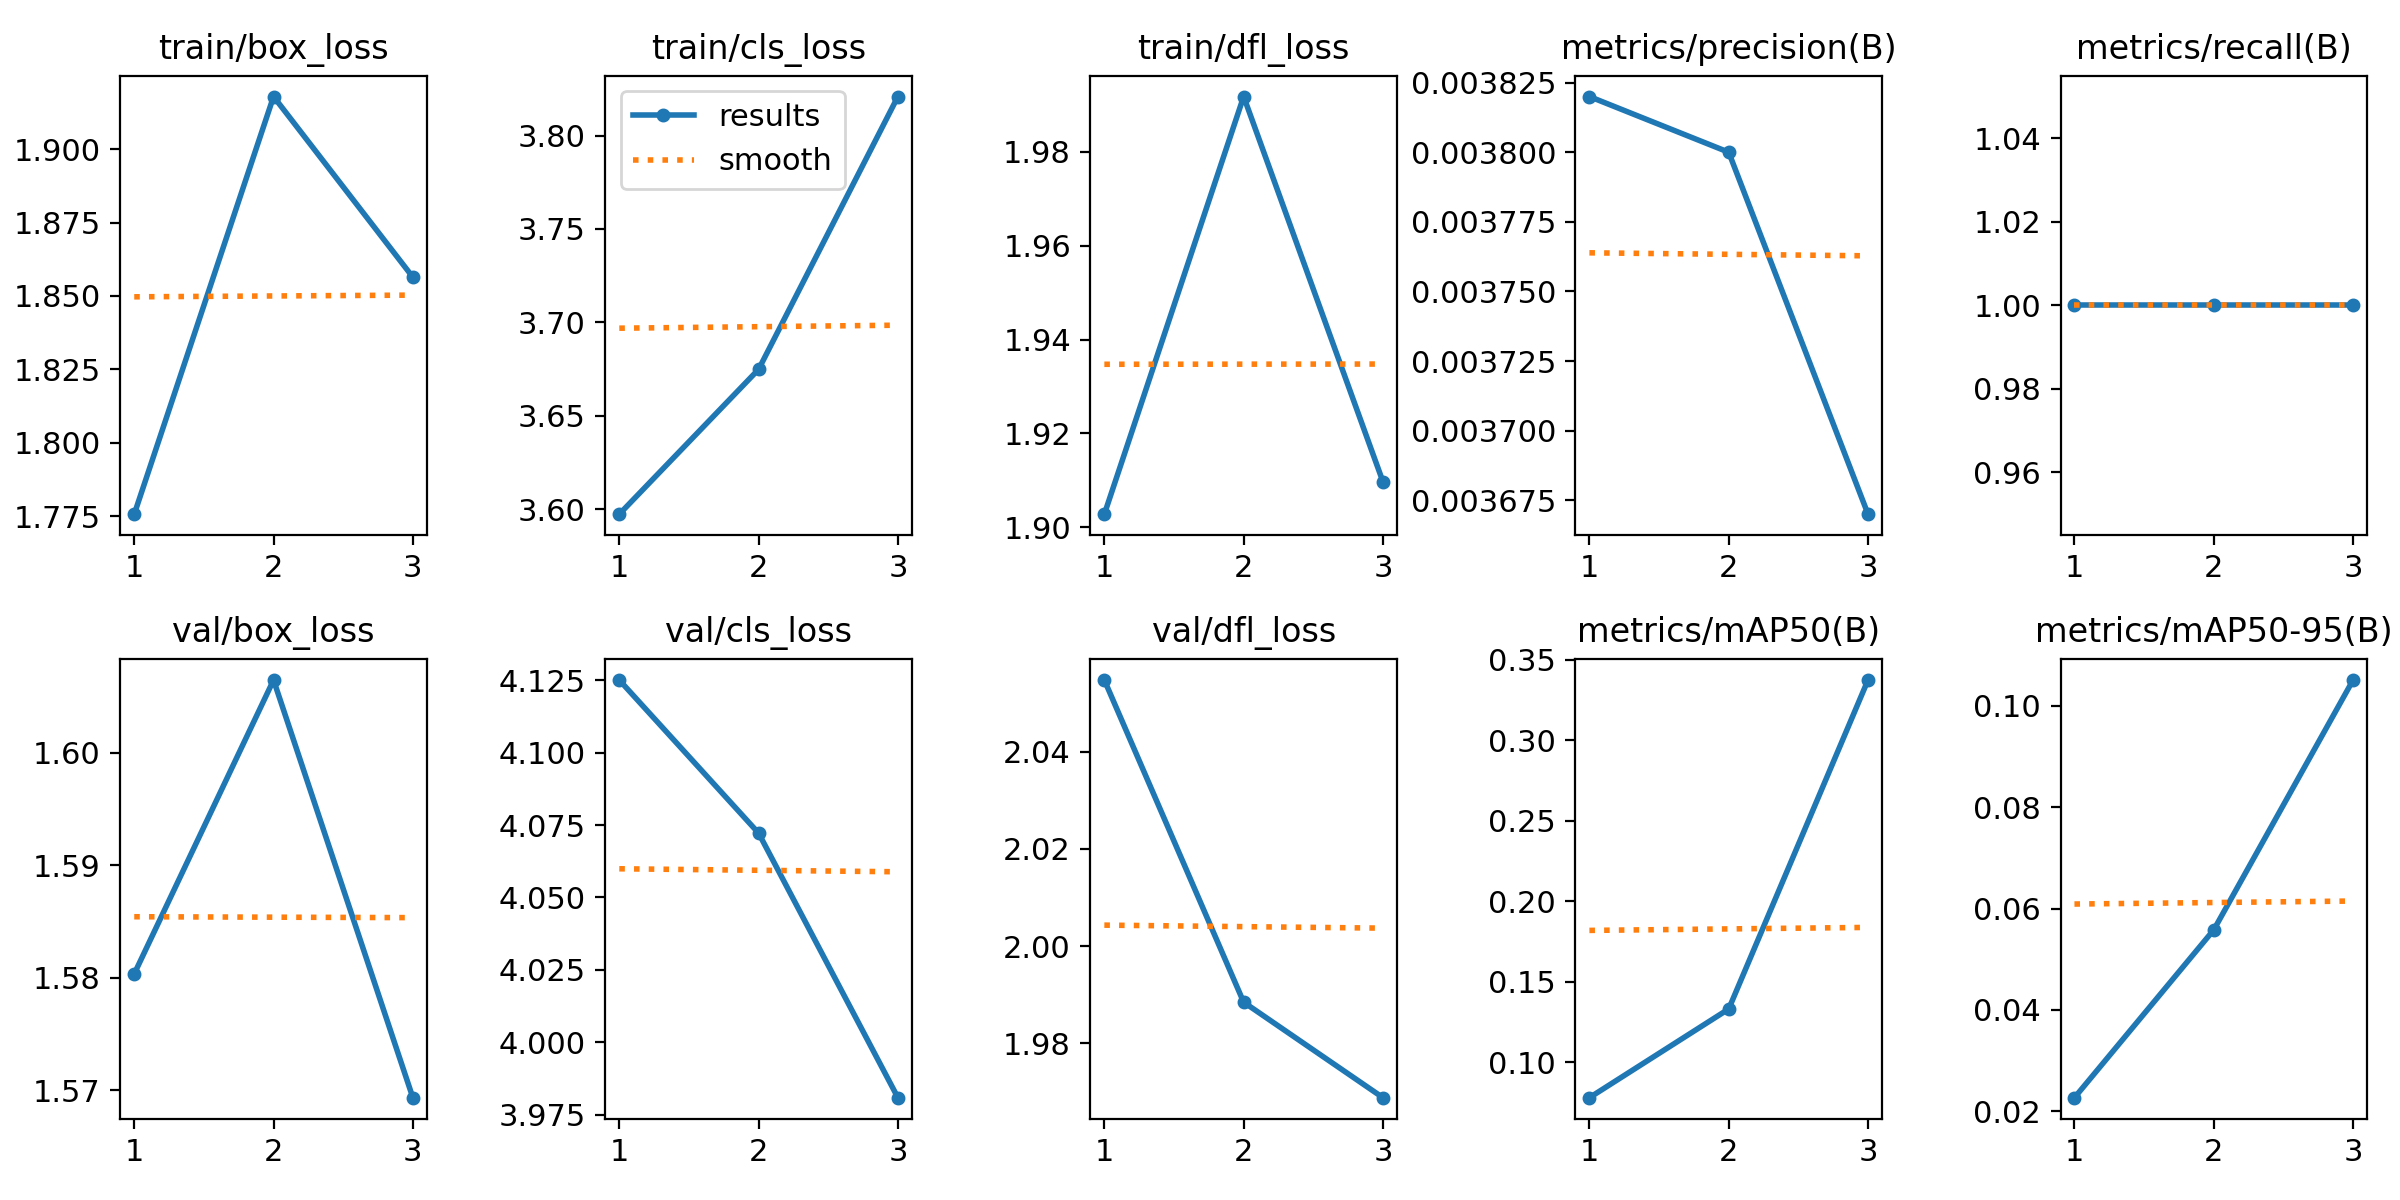 train/box_loss
1.900
1.875
1.850
1.825
1.800
1.775
1 2 3
train/cls_loss
results
smooth
3.80
3.75
3.70
3.65
3.60
1 2 3
train/dfl_loss
1.98
1.96
1.94
1.92
1.90
1 2 3
metrics/precision(B)
0.003825
0.003800
0.003775
0.003750
0.003725
0.003700
0.003675
1 2 3
metrics/recall(B)
1.04
1.02
1.00
0.98
0.96
1 2 3
val/box_loss
1.60
1.59
1.58
1.57
1 2 3
val/cls_loss
4.125
4.100
4.075
4.050
4.025
4.000
3.975
1 2 3
val/dfl_loss
2.04
2.02
2.00
1.98
1 2 3
metrics/mAP50(B)
0.35
0.30
0.25
0.20
0.15
0.10
1 2 3
metrics/mAP50-95(B)
0.10
0.08
0.06
0.04
0.02
1 2 3